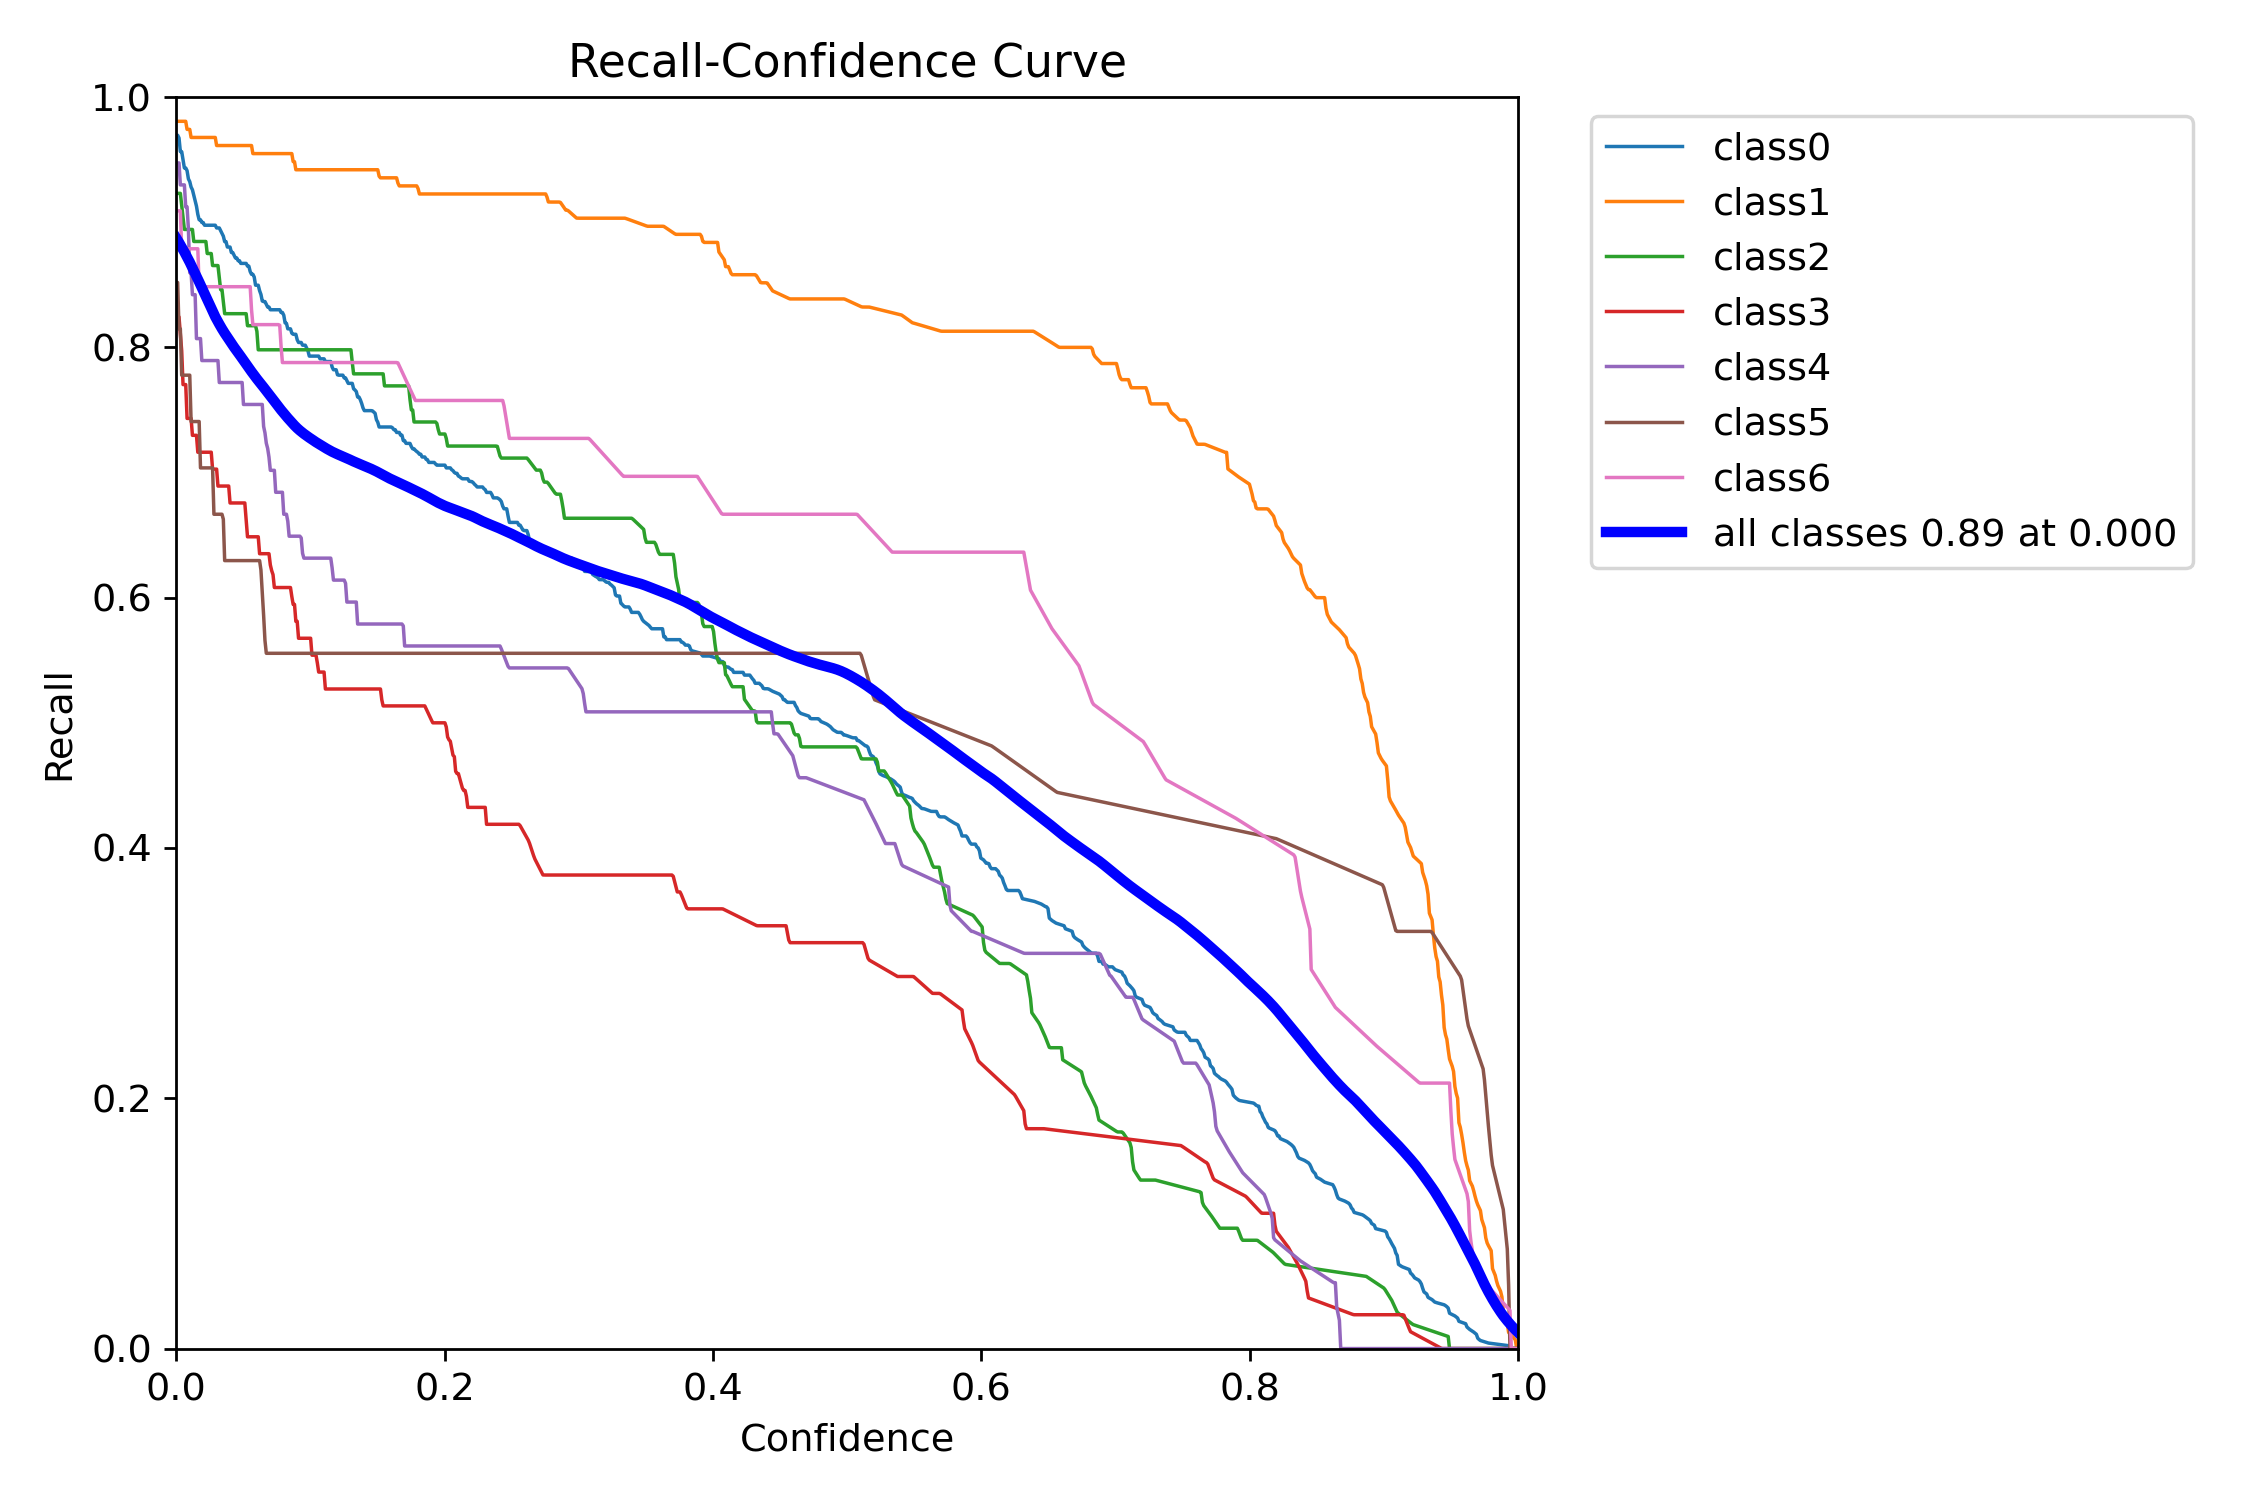 Recall-Confidence Curve
1.0
0.8
0.6
0.4
0.2
0.0
Recall
0.0 0.2 0.4 0.6 0.8 1.0
Confidence
class0
class1
class2
class3
class4
class5
class6
all classes 0.89 at 0.000